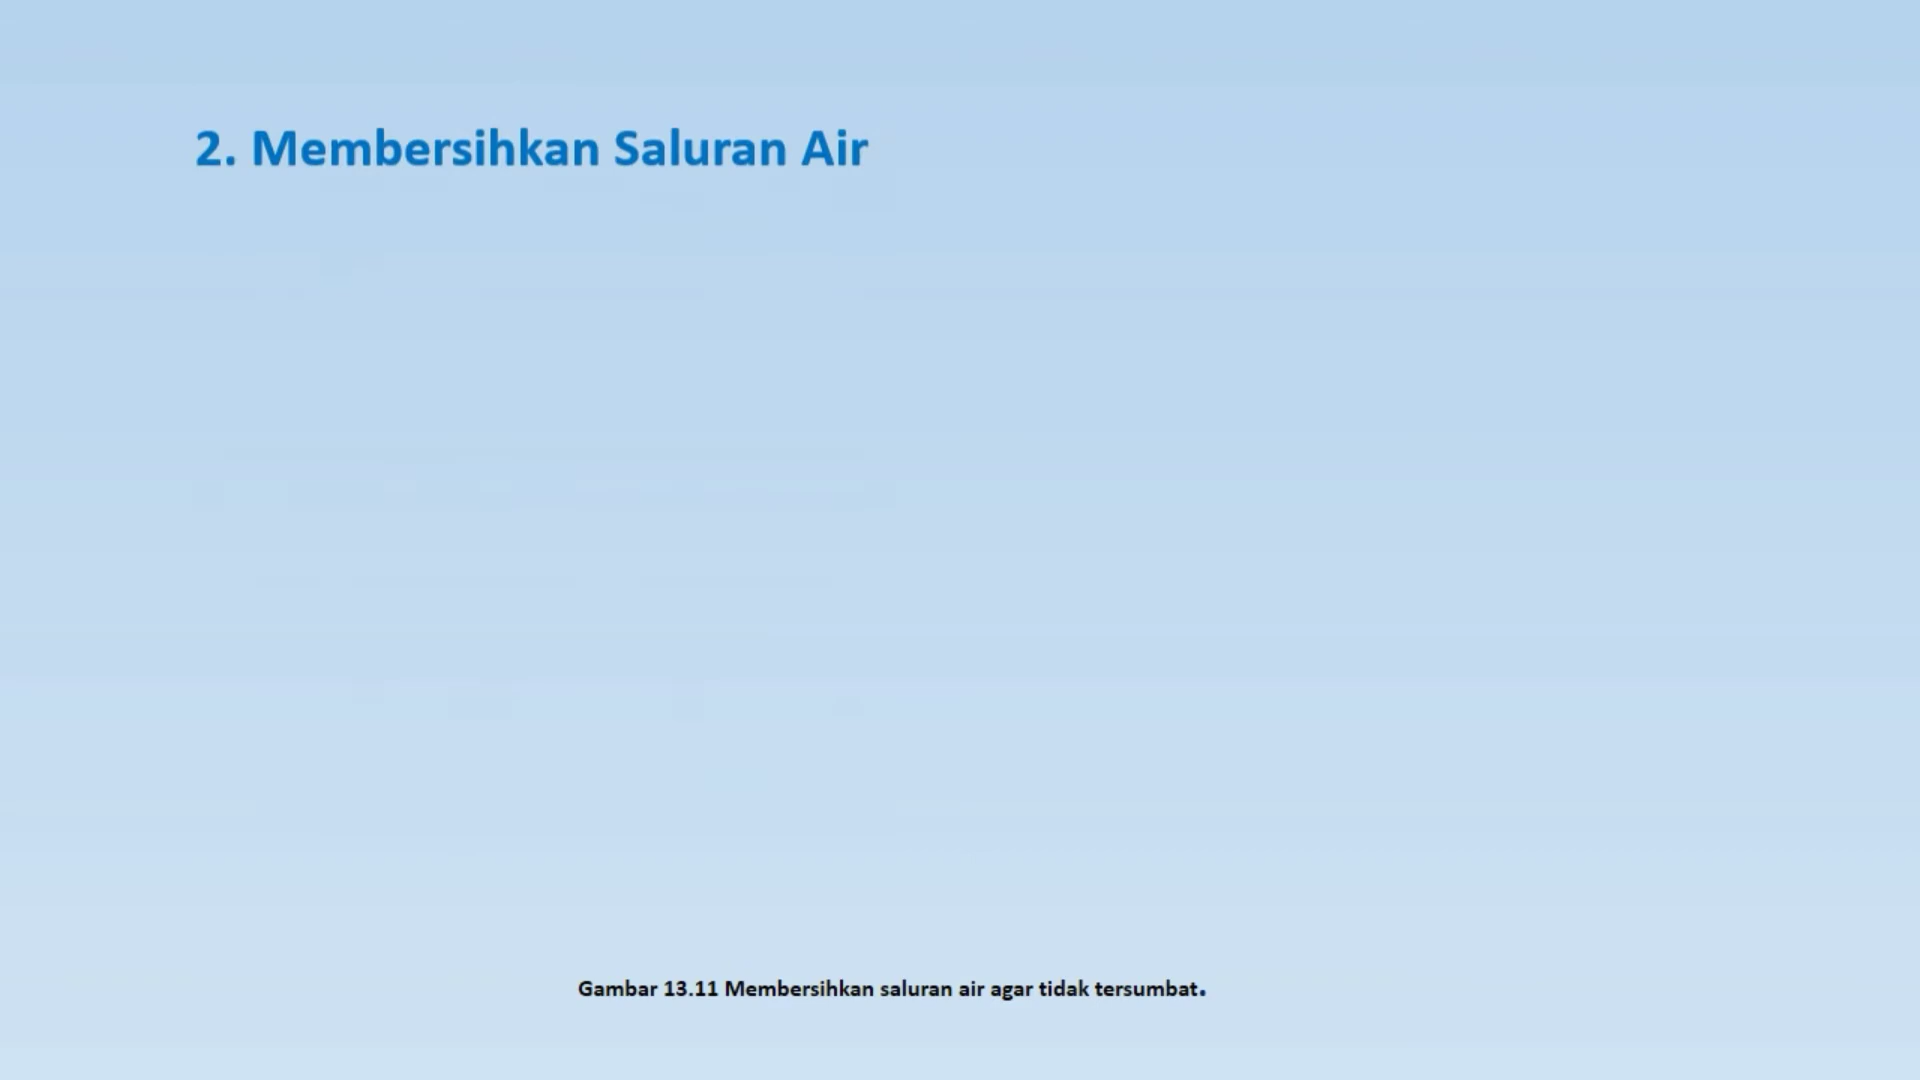 2. Membersihkan Saluran Air
Gambar 13.11 Membersihkan saluran air agar tidak tersumbat.